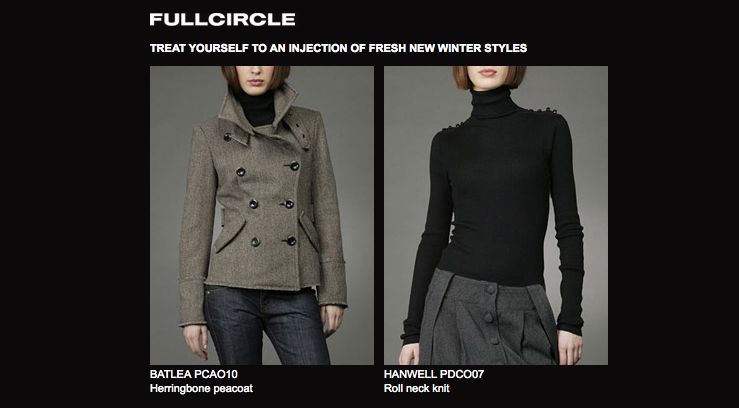 FULLCIRCLE
TREAT YOURSELF TO AN INJECTION OF FRESH NEW WINTER STYLES
BATLEA PCAO10
Herringbone peacoat
HANWELL PDCO07
Roll neck knit